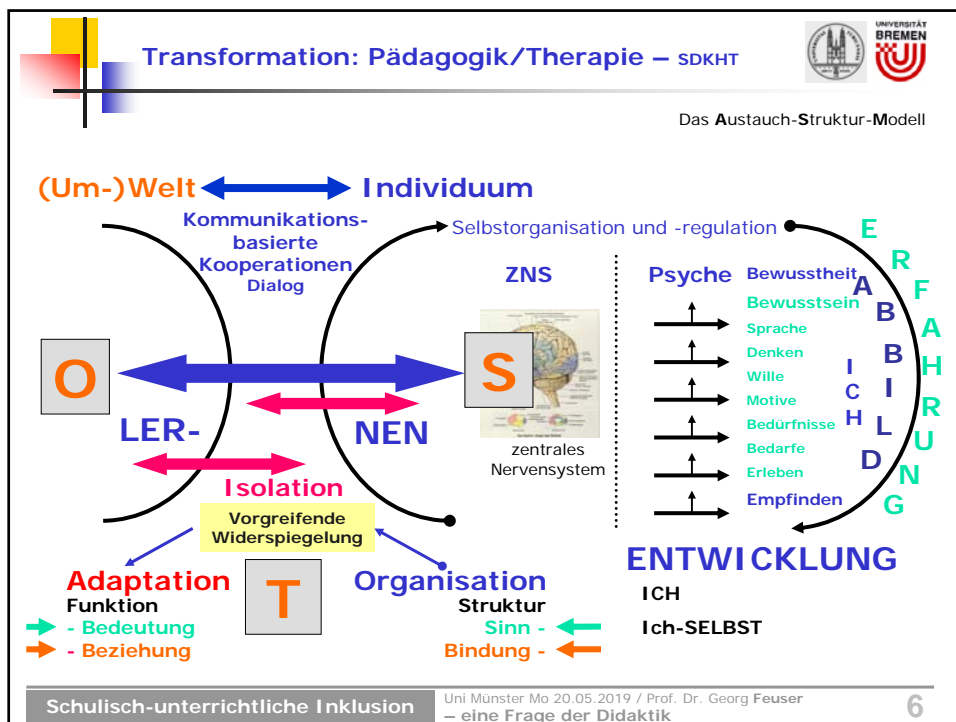 Transformation: Pädagogik/Therapie – SDKHT
UNIVERSITÄT
BREMEN
Das Austauch-Struktur-Modell
(Um-)Welt
Individuum
Kommunikations-
basierte
Kooperationen
Dialog
Selbstorganisation und -regulation
ZNS
Psyche
Bewusstheit
Bewusstsein
Sprache
Denken
Wille
Motive
Bedürfnisse
Bedarfe
Erleben
Empfinden
ICH
ABBILD
ERFAHRUNG
O
S
LER-
NEN
zentrales
Nervensystem
Isolation
Vorgreifende
Widerspiegelung
Adaptation
Funktion
- Bedeutung
- Beziehung
T
Organisation
Struktur
Sinn -
Bindung -
ENTWICKLUNG
ICH
Ich-SELBST
Schulisch-unterrichtliche Inklusion
Uni Münster Mo 20.05.2019 / Prof. Dr. Georg Feuser
– eine Frage der Didaktik
6